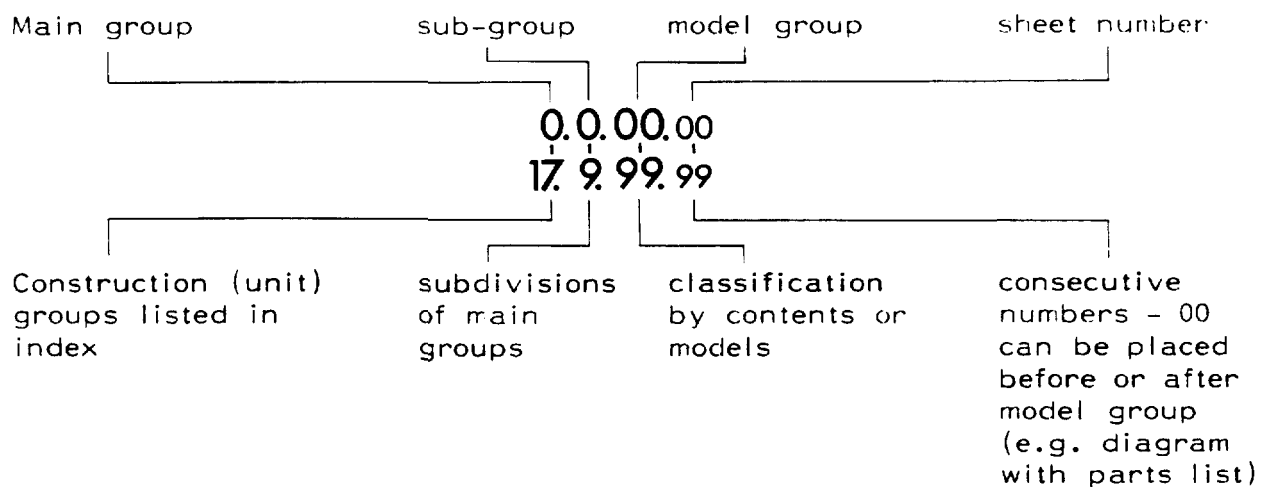 Main group sub-group model group sheet number
0. 0. 00. 00
17. 9. 99. 99
Construction (unit)
groups listed in
index
subdivisions
of main
groups
classification
by contents or
models
consecutive
numbers - 00
can be placed
before or after
model group
(e.g. diagram
with parts list)